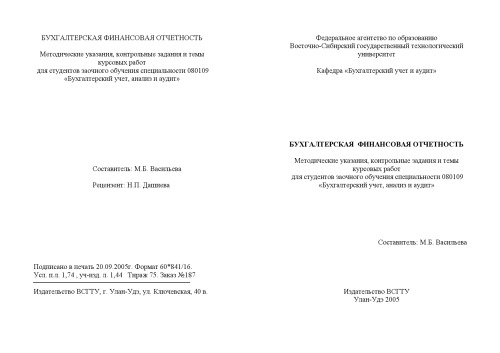 БУХГАЛТЕРСКАЯ ФИНАНСОВАЯ ОТЧЕТНОСТЬ
Методические указания, контрольные задания и темы
курсовых работ
для студентов заочного обучения специальности 080109
«Бухгалтерский учет, анализ и аудит»
Составитель: М.Б. Васильева
Рецензент: Н.П. Дашиева
Подписано в печать 20.09.2005г. Формат 60*841/16.
Усл. п.л. 1,74 , уч-изд. л. 1,44 Тираж 75. Заказ №187
Издательство ВСГТУ, г. Улан-Удэ, ул. Ключевская, 40 в.
Федеральное агентство по образованию
Восточно-Сибирский государственный технологический
университет
Кафедра «Бухгалтерский учет и аудит»
БУХГАЛТЕРСКАЯ ФИНАНСОВАЯ ОТЧЕТНОСТЬ
Методические указания, контрольные задания и темы
курсовых работ
для студентов заочного обучения специальности 080109
«Бухгалтерский учет, анализ и аудит»
Составитель: М.Б. Васильева
Издательство ВСГТУ
Улан-Удэ 2005